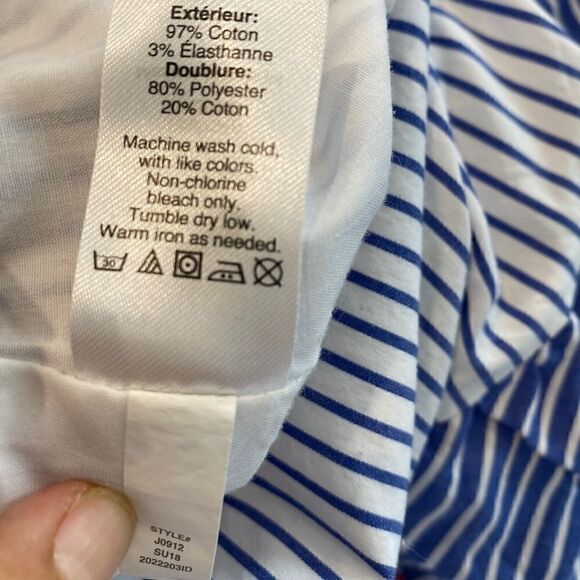 Extérieur:
97% Coton
3% Élasthanne
Doublure:
80% Polyester
20% Coton
Machine wash cold,
with like colors.
Non-chlorine
bleach only.
Tumble dry low.
Warm iron as needed.
30
STYLE#
J0912
SU18
2022203ID